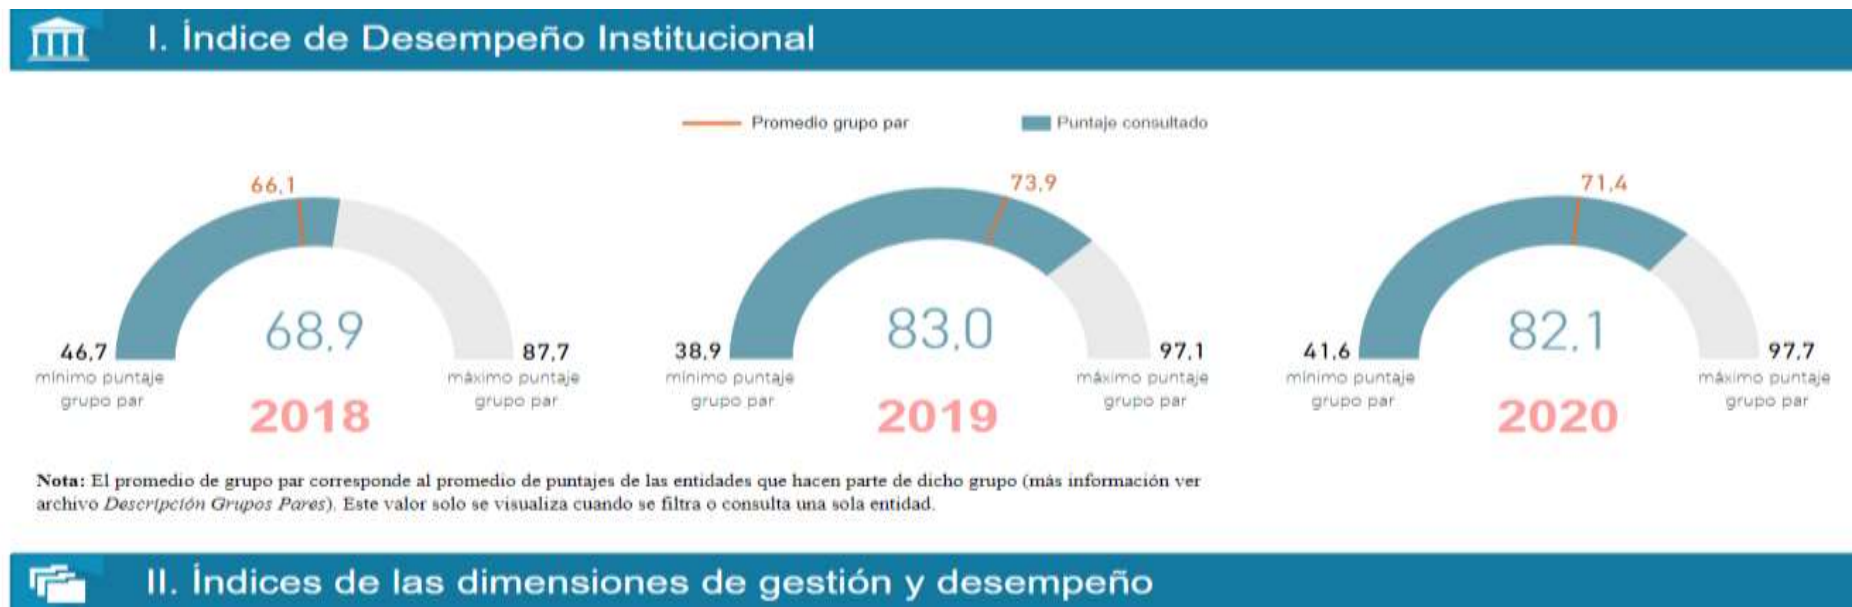 I. Índice de Desempeño Institucional
Promedio grupo par
Puntaje consultado
66,1
46,7
mínimo puntaje
grupo par
68,9
87,7
máximo puntaje
grupo par
2018
73,9
38,9
mínimo puntaje
grupo par
83,0
97,1
máximo puntaje
grupo par
2019
71,4
41,6
mínimo puntaje
grupo par
82,1
97,7
máximo puntaje
grupo par
2020
Nota: El promedio de grupo par corresponde al promedio de puntajes de las entidades que hacen parte de dicho grupo (más información ver
archivo Descripción Grupos Pares). Este valor solo se visualiza cuando se filtra o consulta una sola entidad.
II. Índices de las dimensiones de gestión y desempeño